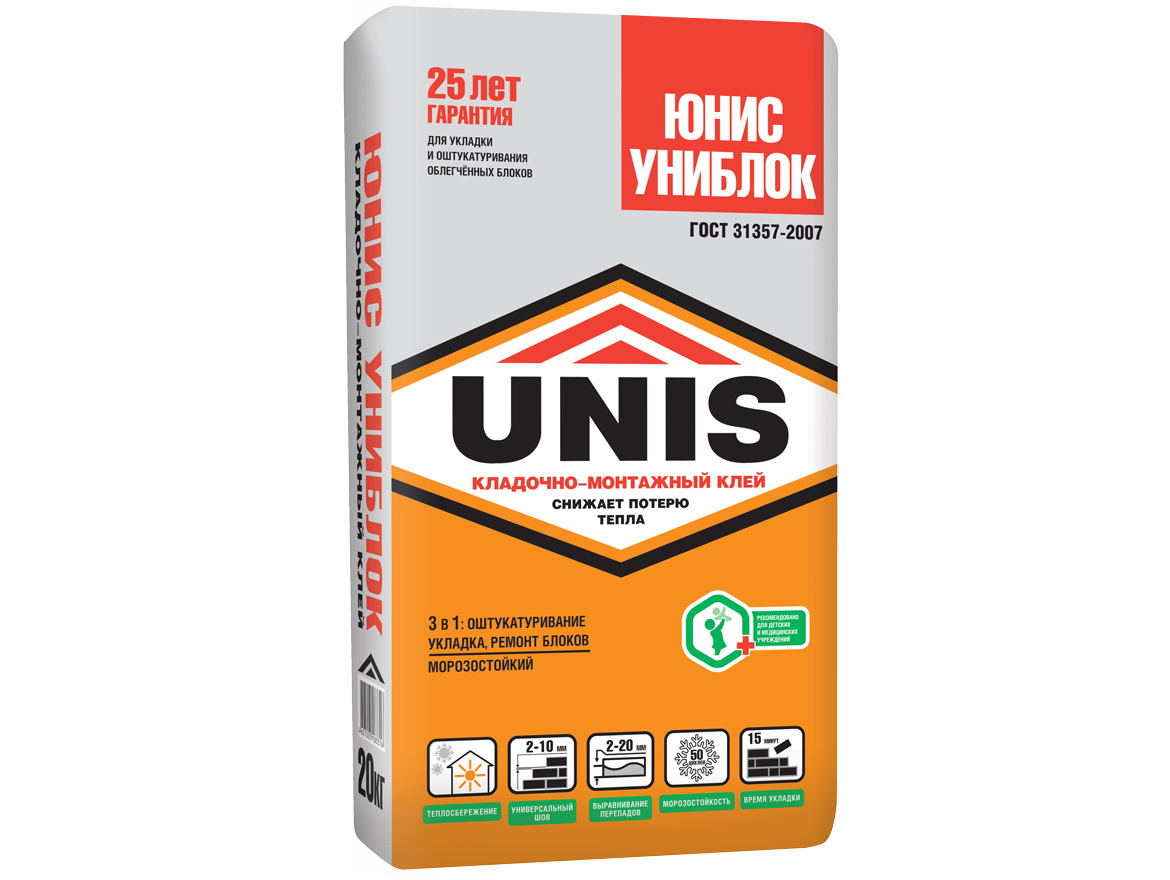 25 лет
ГАРАНТИЯ
ДЛЯ УКЛАДКИ
И ОШТУКАТУРИВАНИЯ
ОБЛЕГЧЁННЫХ БЛОКОВ
ЮНИС
УНИБЛОК
ГОСТ 31357-2007
UNIS
КЛАДОЧНО-МОНТАЖНЫЙ КЛЕЙ
СНИЖАЕТ ПОТЕРЮ
ТЕПЛА
3 в 1: ОШТУКАТУРИВАНИЕ
УКЛАДКА, РЕМОНТ БЛОКОВ
МОРОЗОСТОЙКИЙ
РЕКОМЕНДОВАНО
ДЛЯ ДЕТСКИХ
И МЕДИЦИНСКИХ
УЧРЕЖДЕНИЙ
2-10 мм
2-20 мм
50
ЦИКЛОВ
15 МИНУТ
ТЕПЛОСБЕРЕЖЕНИЕ
УНИВЕРСАЛЬНЫЙ
ШОВ
ВЫРАВНИВАНИЕ
ПЕРЕПАДОВ
МОРОЗОСТОЙКОСТЬ
ВРЕМЯ УКЛАДКИ
ЮНИС УНИБЛОК
КЛАДОЧНО-МОНТАЖНЫЙ КЛЕЙ
20КГ